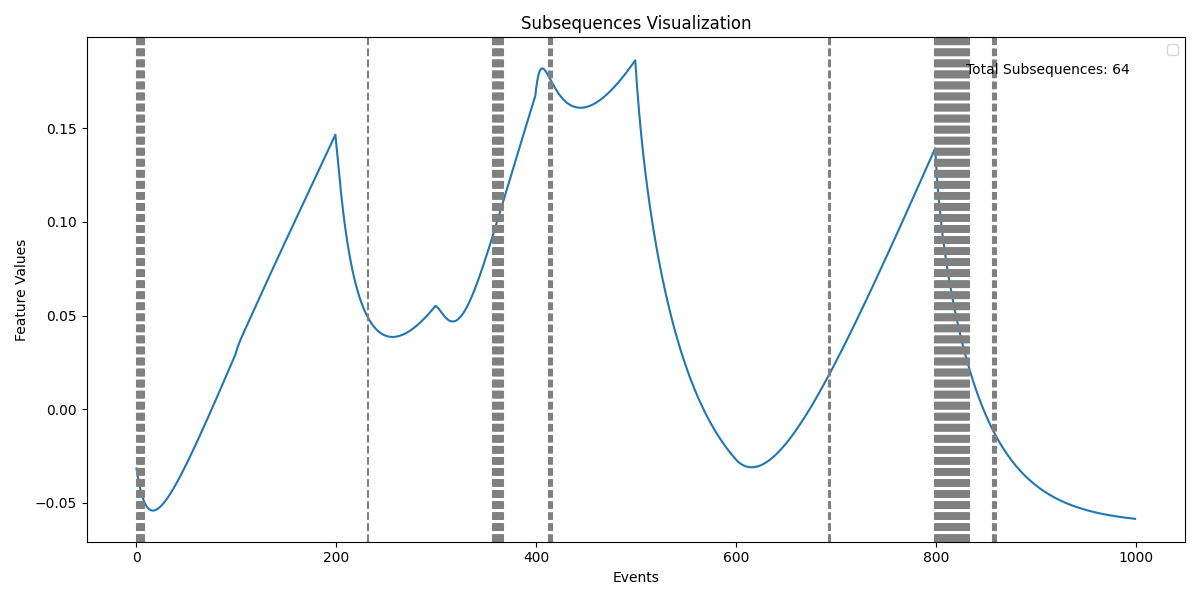 Subsequences Visualization
Total Subsequences: 64
Feature Values
0.15
0.10
0.05
0.00
−0.05
0
200
400
600
800
1000
Events